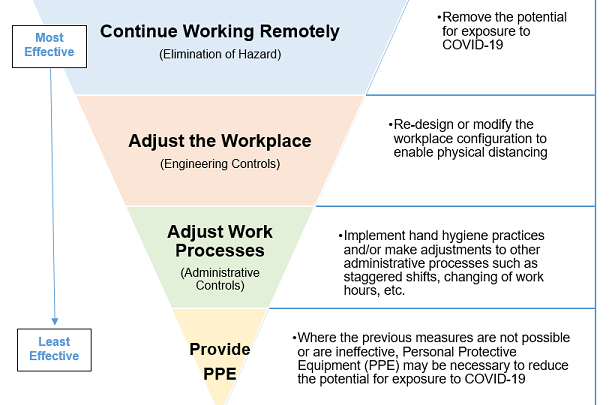 Most
Effective
Continue Working Remotely
(Elimination of Hazard)
•Remove the potential
for exposure to
COVID-19
Adjust the Workplace
(Engineering Controls)
•Re-design or modify the
workplace configuration to
enable physical distancing
Adjust Work
Processes
(Administrative
Controls)
•Implement hand hygiene practices
and/or make adjustments to other
administrative processes such as
staggered shifts, changing of work
hours, etc.
Least
Effective
Provide
PPE
•Where the previous measures are not possible
or are ineffective, Personal Protective
Equipment (PPE) may be necessary to reduce
the potential for exposure to COVID-19